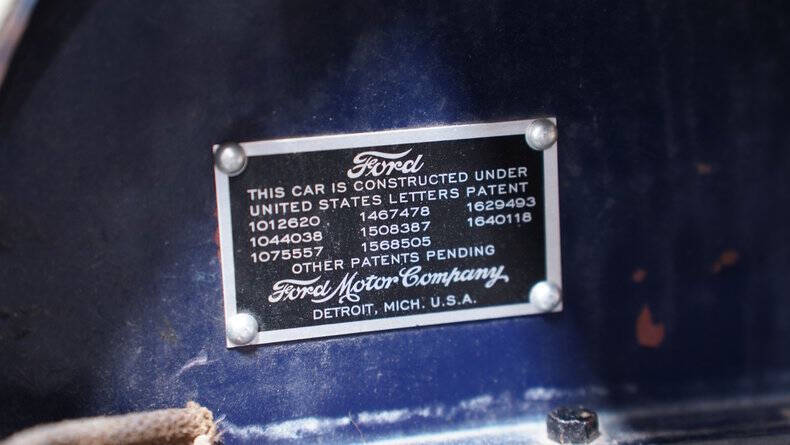 Ford
THIS CAR IS CONSTRUCTED UNDER
UNITED STATES LETTERS PATENT
1012620 1467478 1629493
1044038 1508387 1640118
1075557 1568505
OTHER PATENTS PENDING
Ford Motor Company
DETROIT, MICH. U.S.A.